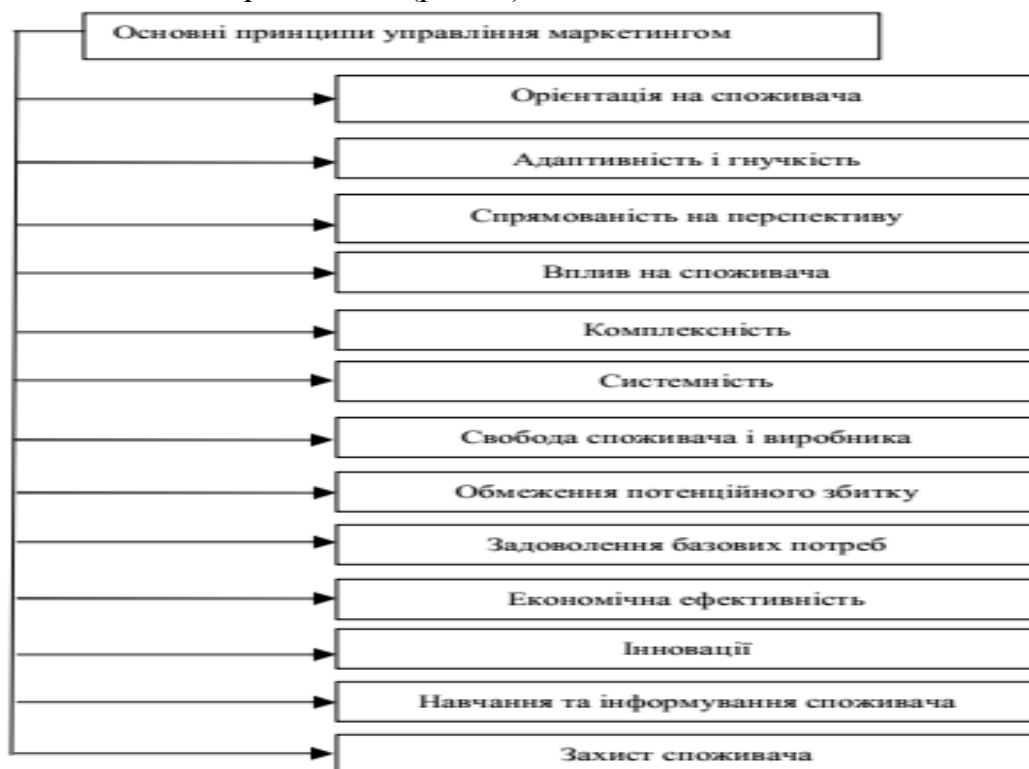 Основні принципи управління маркетингом
Орієнтація на споживача
Адаптивність і гнучкість
Спрямованість на перспективу
Вплив на споживача
Комплексність
Системність
Свобода споживача і виробника
Обмеження потенційного збитку
Задоволення базових потреб
Економічна ефективність
Інновації
Навчання та інформування споживача
Захист споживача